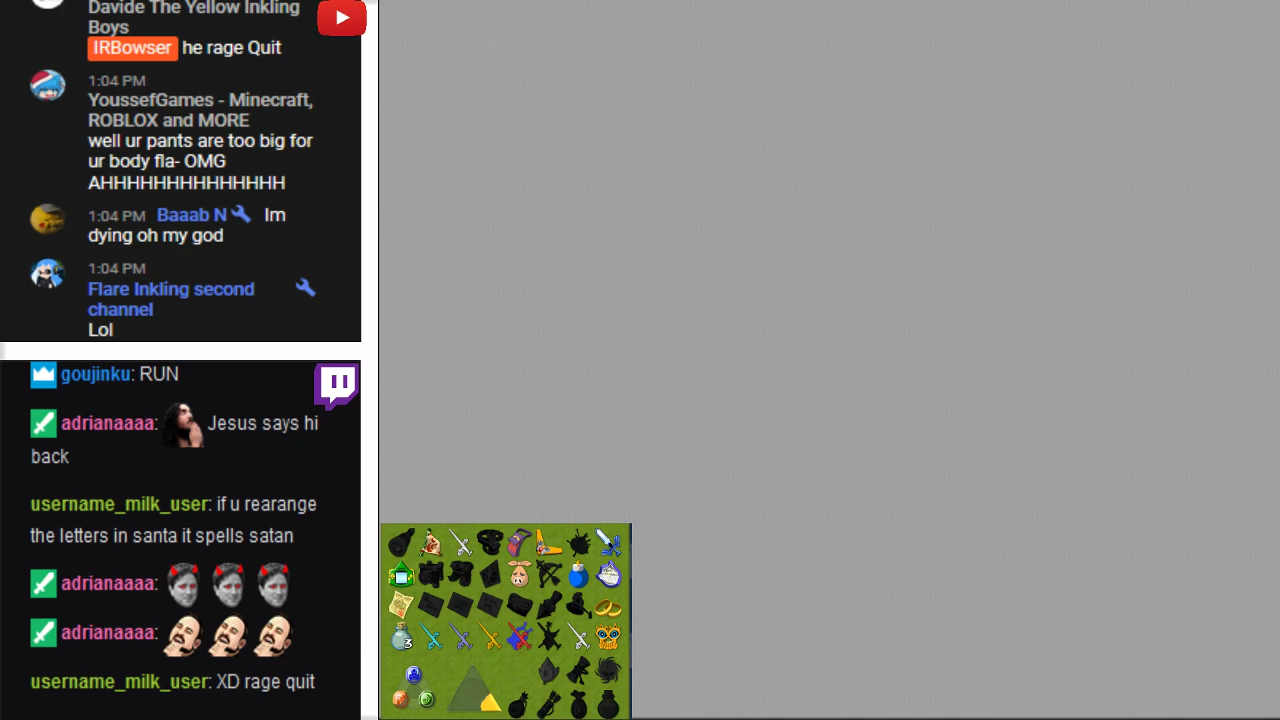 Davide The Yellow Inkling
Boys
IRBowser he rage Quit
1:04 PM
YoussefGames - Minecraft,
ROBLOX and MORE
well ur pants are too big for
ur body fla- OMG
AHHHHHHHHHHHHHH
1:04 PM Baaab N Im
dying oh my god
1:04 PM
Flare Inkling second
channel
Lol
goujinku: RUN
adrianaaaa: Jesus says hi
back
username_milk_user: if u rearange
the letters in santa it spells satan
adrianaaaa:
adrianaaaa:
username_milk_user: XD rage quit
3